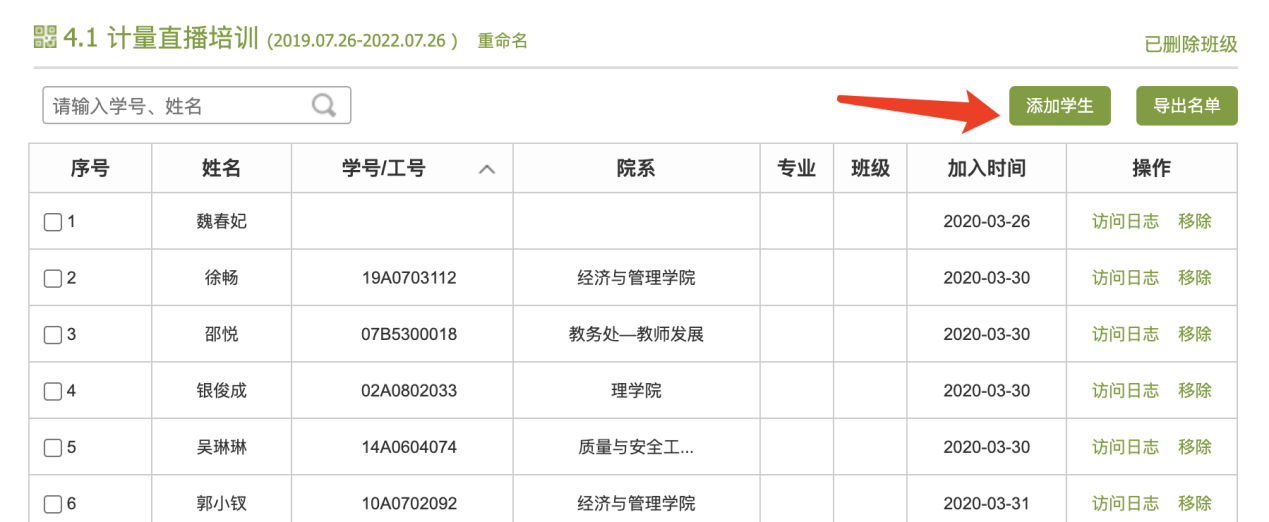 4.1 计量直播培训 (2019.07.26-2022.07.26 ) 重命名 已删除班级
请输入学号、姓名 添加学生 导出名单
序号 姓名 学号/工号 院系 专业 班级 加入时间 操作
1 魏春妃 2020-03-26 访问日志 移除
2 徐畅 19A0703112 经济与管理学院 2020-03-30 访问日志 移除
3 邵悦 07B5300018 教务处—教师发展 2020-03-30 访问日志 移除
4 银俊成 02A0802033 理学院 2020-03-30 访问日志 移除
5 吴琳琳 14A0604074 质量与安全工... 2020-03-30 访问日志 移除
6 郭小钗 10A0702092 经济与管理学院 2020-03-31 访问日志 移除